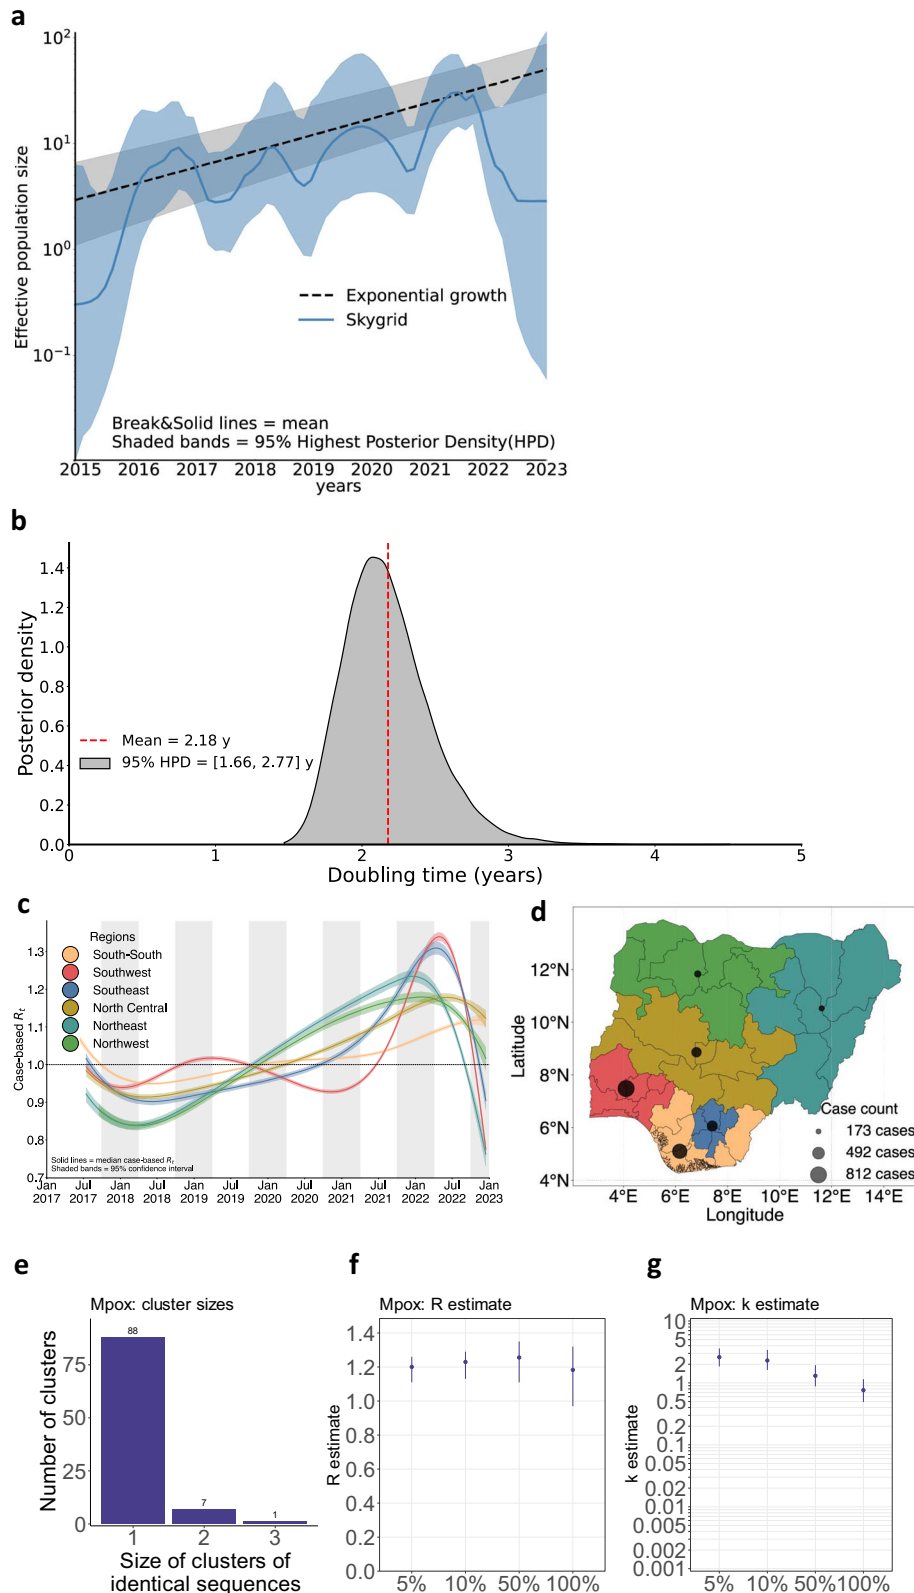 a
Effective population size
10²
10¹
10⁰
10⁻¹
Exponential growth
Skygrid
Break&Solid lines = mean
Shaded bands = 95% Highest Posterior Density(HPD)
2015 2016 2017 2018 2019 2020 2021 2022 2023
years
b
Posterior density
1.4
1.2
1.0
0.8
0.6
0.4
0.2
0.0
Mean = 2.18 y
95% HPD = [1.66, 2.77] y
0 1 2 3 4 5
Doubling time (years)
c
Case-based Rt
1.3
1.2
1.1
1.0
0.9
0.8
0.7
Regions
South-South
Southwest
Southeast
North Central
Northeast
Northwest
Solid lines = median case-based Rt
Shaded bands = 95% confidence interval
Jan Jul Jan Jul Jan Jul Jan Jul Jan Jul Jan Jul Jan
2017 2017 2018 2018 2019 2019 2020 2020 2021 2021 2022 2022 2023
d
Latitude
12°N
10°N
8°N
6°N
4°N
Case count
173 cases
492 cases
812 cases
4°E 6°E 8°E 10°E 12°E 14°E
Longitude
e
Mpox: cluster sizes
Number of clusters
75
50
25
0
88
7
1
1 2 3
Size of clusters of
identical sequences
f
Mpox: R estimate
R estimate
1.4
1.2
1.0
0.8
0.6
0.4
0.2
0.0
5% 10% 50% 100%
g
Mpox: k estimate
k estimate
10
5
2
1
0.5
0.1
0.05
0.01
0.005
0.002
0.001
5% 10% 50% 100%